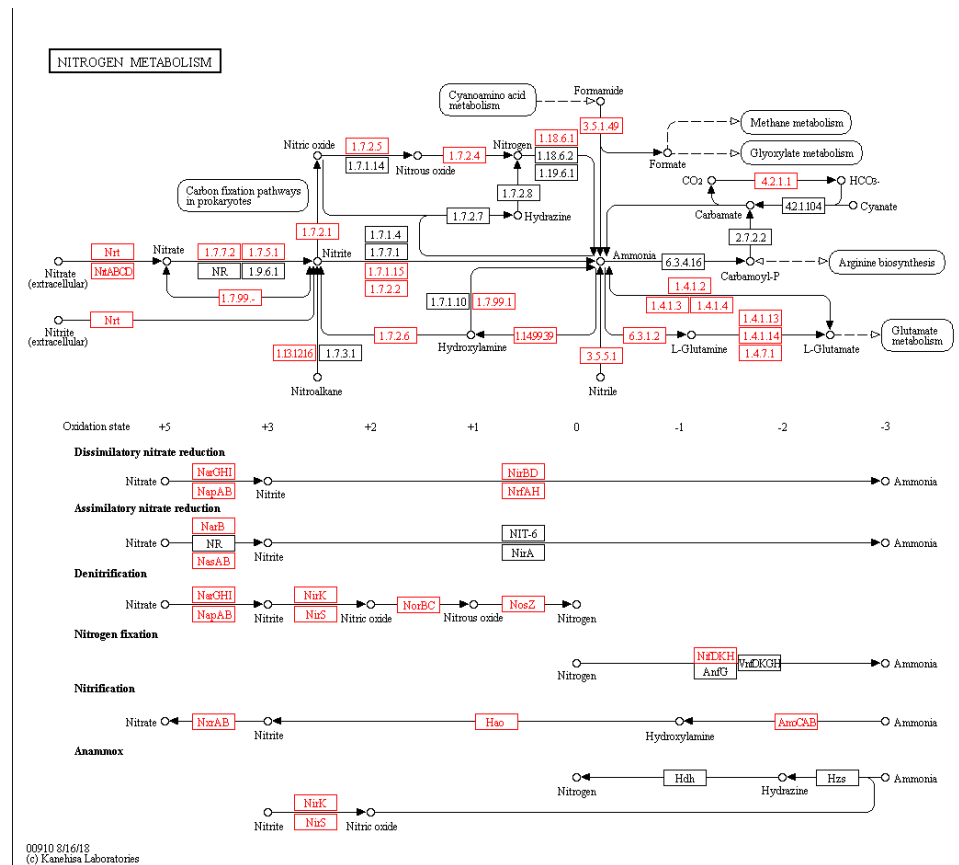 NITROGEN METABOLISM
Cyanoamino acid
metabolism
Formamide
3.5.1.49
Methane metabolism
Glyoxylate metabolism
Formate
Nitric oxide
1.7.2.5
1.7.1.14
Nitrous oxide
1.7.2.4
Nitrogen
1.18.6.1
1.18.6.2
1.19.6.1
CO2
4.2.1.1
HCO3-
Carbon fixation pathways
in prokaryotes
1.7.2.8
1.7.2.7
Hydrazine
Carbamate
4.2.1.104
Cyanate
1.7.2.1
1.7.1.4
1.7.7.1
1.7.1.15
1.7.2.2
2.7.2.2
Nrt
NrtABCD
Nitrate
(extracellular)
Nitrate
1.7.7.2
1.7.5.1
NR
1.9.6.1
1.7.99.-
Nitrite
Ammonia
6.3.4.16
Carbamoyl-P
Arginine biosynthesis
1.4.1.2
1.4.1.3
1.4.1.4
1.7.1.10
1.7.99.1
Nrt
Nitrite
(extracellular)
1.7.2.6
Hydroxylamine
1.14.99.39
6.3.1.2
L-Glutamine
1.4.1.13
1.4.1.14
1.4.7.1
L-Glutamate
Glutamate
metabolism
1.13.12.16
1.7.3.1
3.5.5.1
Nitroalkane
Nitrile
Oxidation state +5 +3 +2 +1 0 -1 -2 -3
Dissimilatory nitrate reduction
NarGHI NirBD
Nitrate Nitrite Ammonia
NapAB NrfAH
Assimilatory nitrate reduction
NarB NIT-6
Nitrate NR Nitrite Ammonia
NasAB NirA
Denitrification
NarGHI NirK
Nitrate NorBC NosZ
NapAB NirS
Nitrite Nitric oxide Nitrous oxide Nitrogen
Nitrogen fixation
NifDKH VnfDKGH
Nitrogen AnfG Ammonia
Nitrification
Nitrate NxrAB Nitrite Hao Hydroxylamine AmoCAB Ammonia
Anammox
Nitrogen Hdh Hydrazine Hzs Ammonia
NirK
Nitrite Nitric oxide
NirS
00910 8/16/18
(c) Kanehisa Laboratories